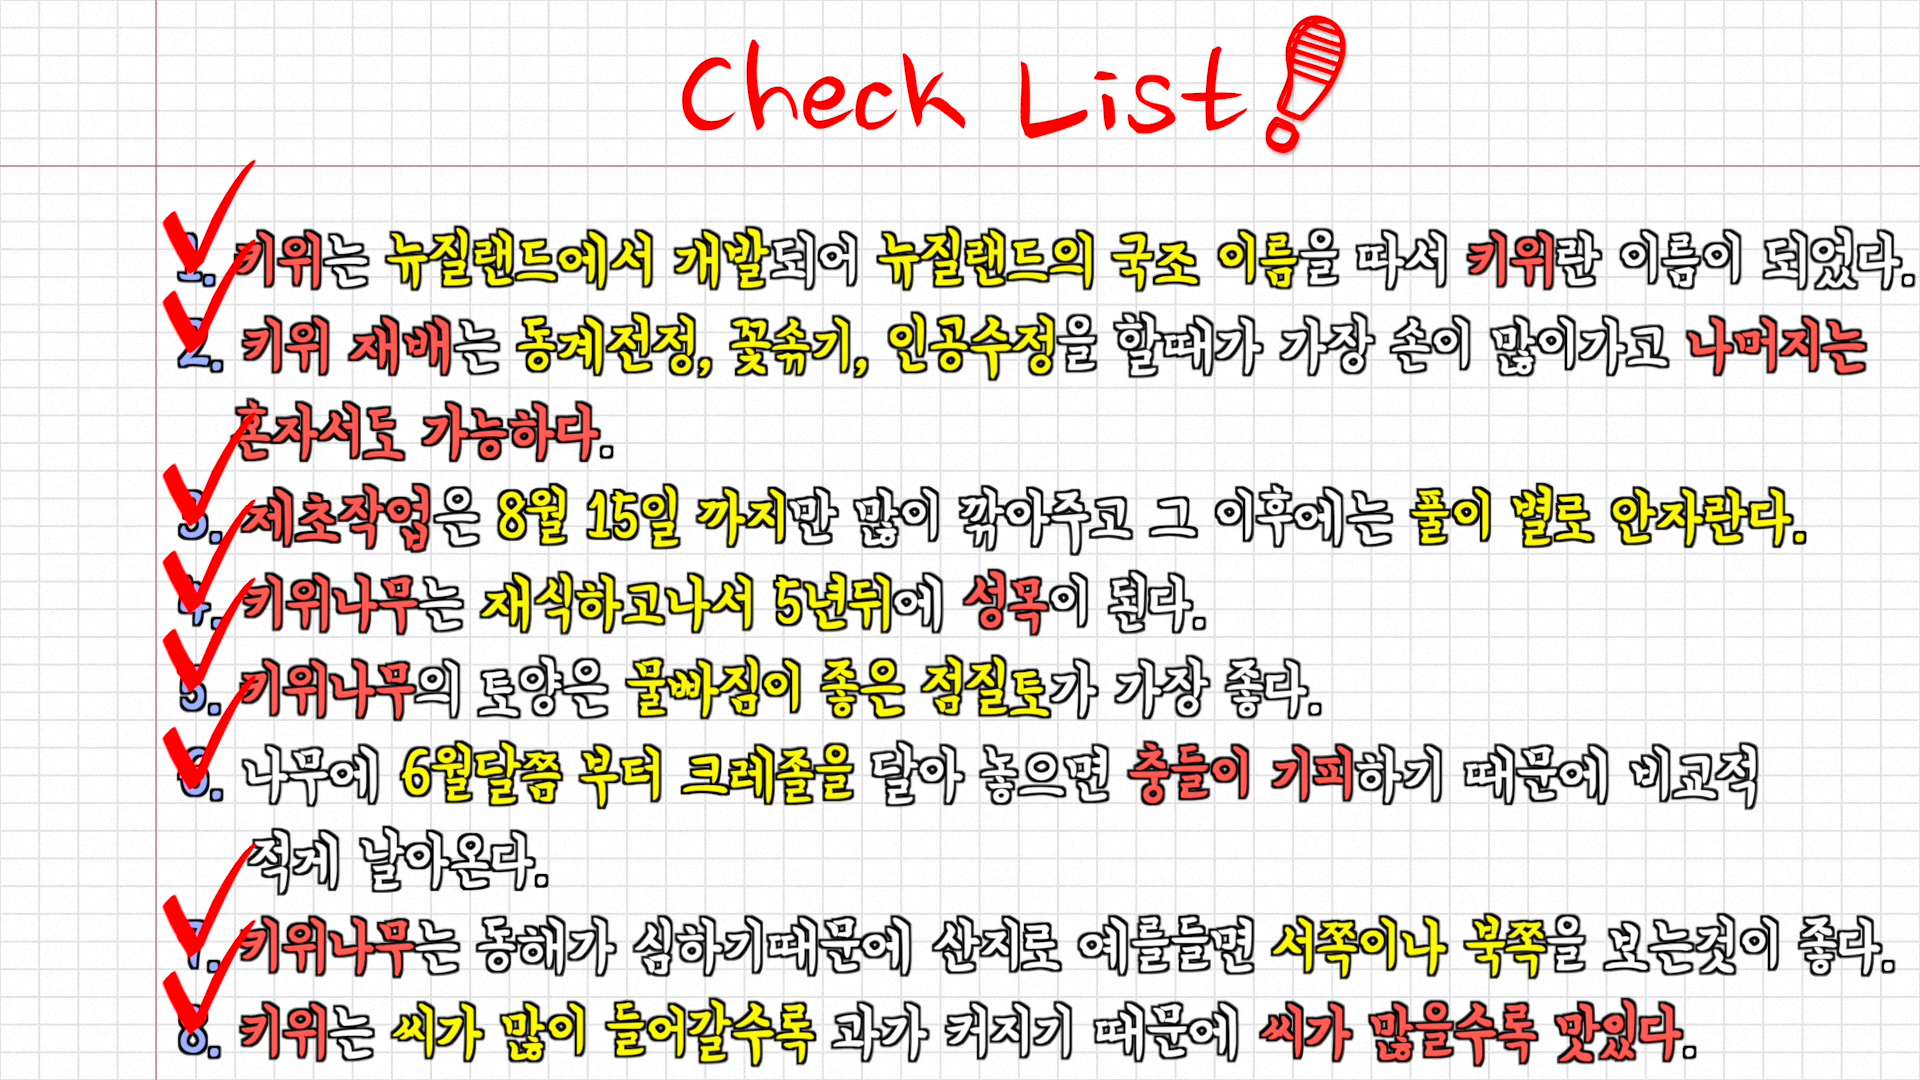 Check List!
1. 키위는 뉴질랜드에서 개발되어 뉴질랜드의 국조 이름을 따서 키위란 이름이 되었다.
2. 키위 재배는 동계전정, 꽃솎기, 인공수정을 할때가 가장 손이 많이가고 나머지는
혼자서도 가능하다.
3. 제초작업은 8월 15일 까지만 많이 깎아주고 그 이후에는 풀이 별로 안자란다.
4. 키위나무는 재식하고나서 5년뒤에 성목이 된다.
5. 키위나무의 토양은 물빠짐이 좋은 점질토가 가장 좋다.
6. 나무에 6월달쯤 부터 크레졸을 달아 놓으면 충들이 기피하기 때문에 비교적
적게 날아온다.
7. 키위나무는 동해가 심하기때문에 산지로 예를들면 서쪽이나 북쪽을 보는것이 좋다.
8. 키위는 씨가 많이 들어갈수록 과가 커지기 때문에 씨가 많을수록 맛있다.